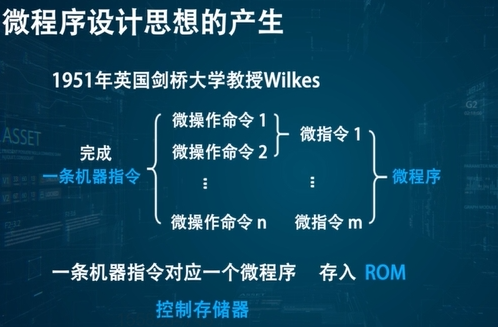 微程序设计思想的产生
1951年英国剑桥大学教授Wilkes
微操作命令 1
微指令 1
完成
微操作命令 2
一条机器指令
微程序
⋮ ⋮
微操作命令 n 微指令 m
一条机器指令对应一个微程序 存入 ROM
控制存储器
ASSET
G2